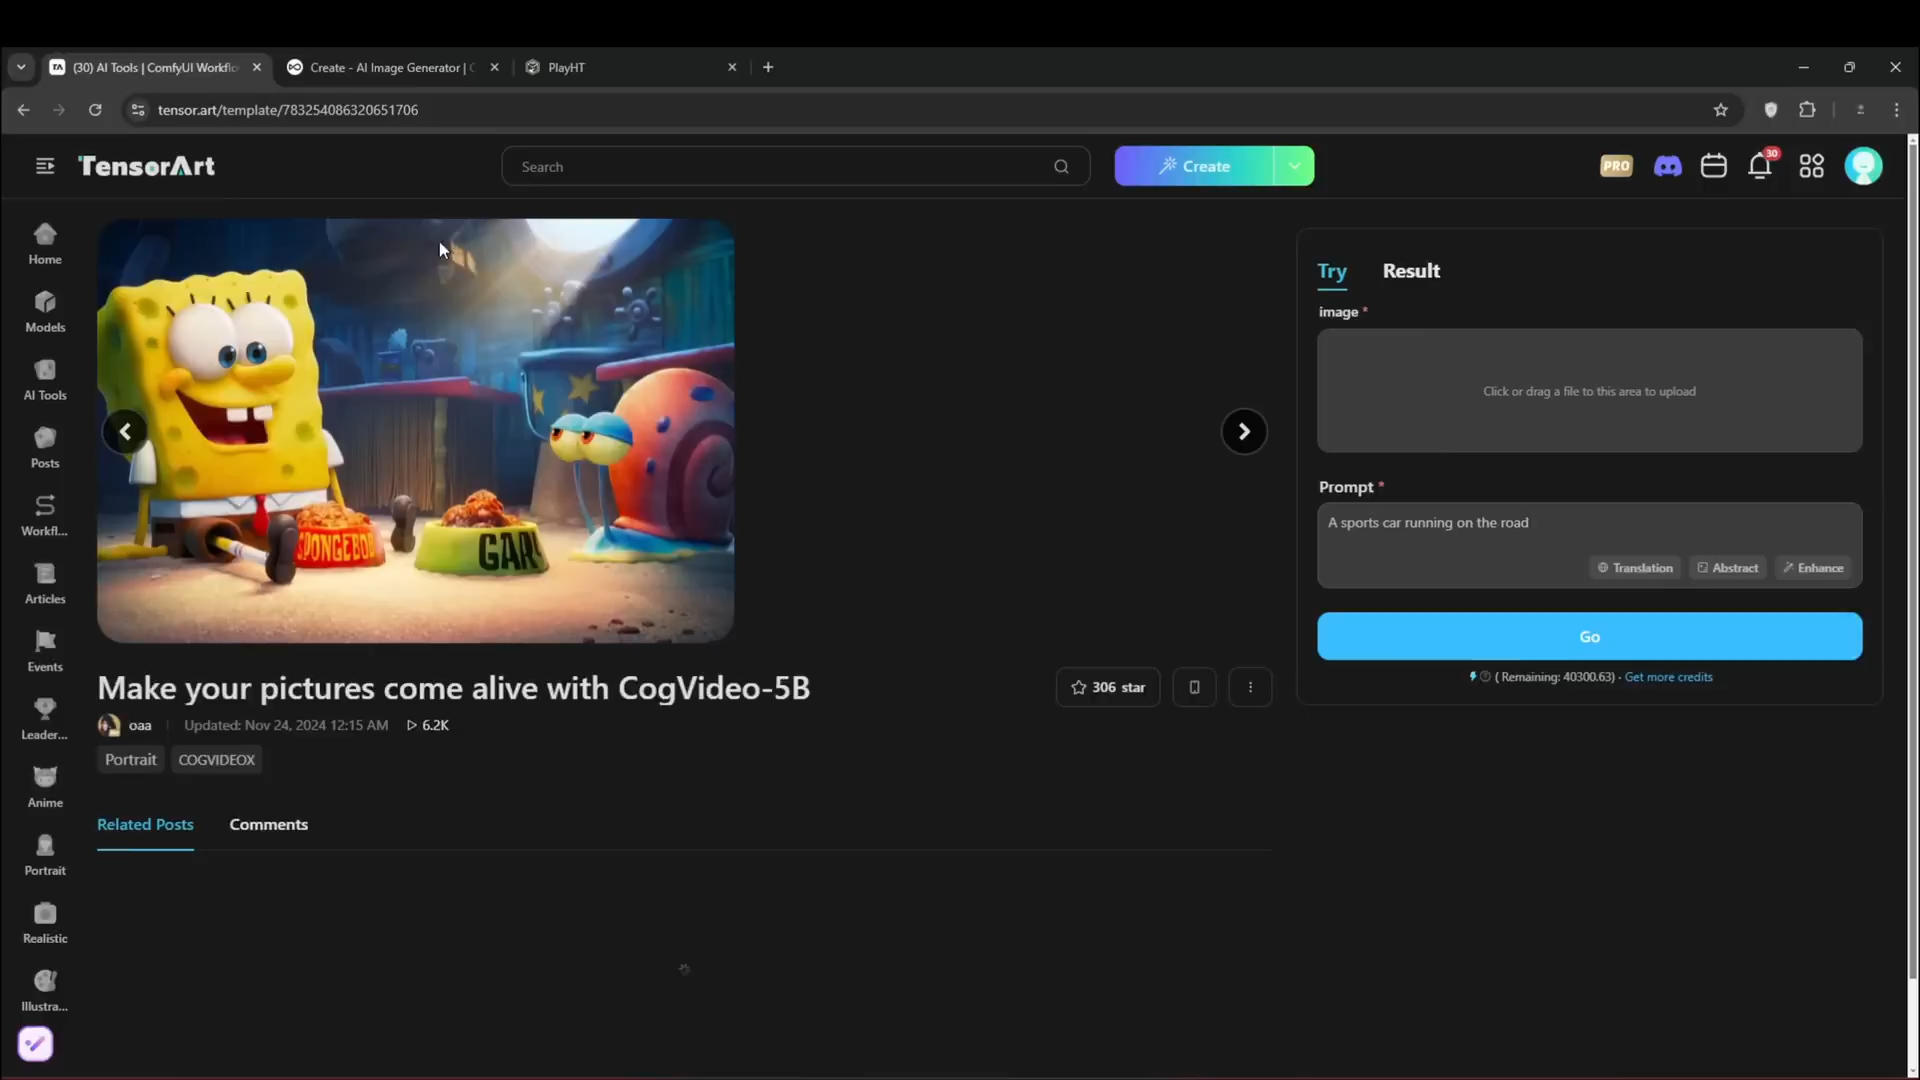 (30) AI Tools | ComfyUI Workflo
Create - AI Image Generator |
PlayHT
tensor.art/template/783254086320651706
TensorArt
Search
Create
PRO
30
Home
Models
AI Tools
Posts
Workfl...
Articles
Events
Leader...
Anime
Portrait
Realistic
Illustra...
SPONGEBOB
GARY
Make your pictures come alive with CogVideo-5B
306 star
oaa
Updated: Nov 24, 2024 12:15 AM
6.2K
Portrait
COGVIDEOX
Related Posts
Comments
Try
Result
image *
Click or drag a file to this area to upload
Prompt *
A sports car running on the road
Translation
Abstract
Enhance
Go
( Remaining: 40300.63) · Get more credits